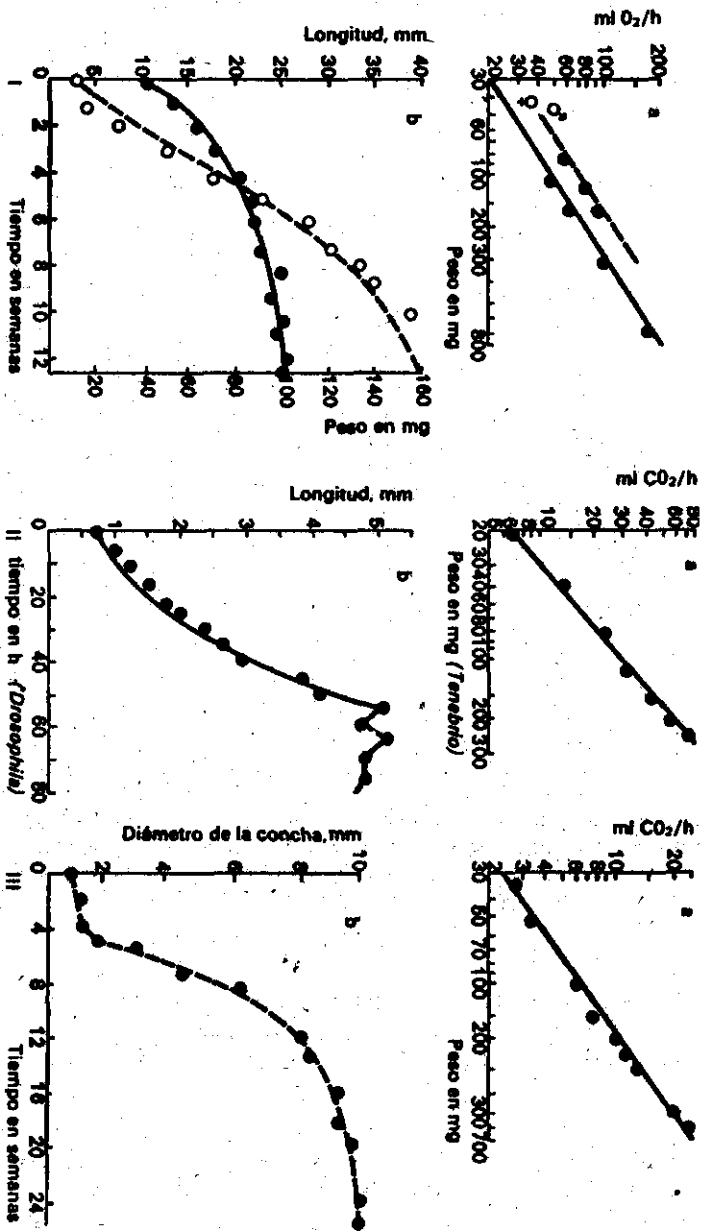 ml O₂/h
a
200
100
60
40
30
20
30 60 100 200 300 800
Peso en mg
ml CO₂/h
a
80
60
40
30
20
10
8
6
20 30 40 60 80 100 200 300
Peso en mg (Tenebrio)
ml CO₂/h
a
20
10
8
6
4
3
2
30 50 70 100 200 300 700
Peso en mg
Longitud, mm
b
40
35
30
25
20
15
10
5
0 2 4 6 8 10 12
160
140
120
100
80
60
40
20
Peso en mg
I Tiempo en semanas
Longitud, mm
b
5
4
3
2
1
0 20 40 60 80
II tiempo en h (Drosophila)
Diámetro de la concha, mm
b
10
8
6
4
2
0 4 8 12 16 20 24
III Tiempo en semanas